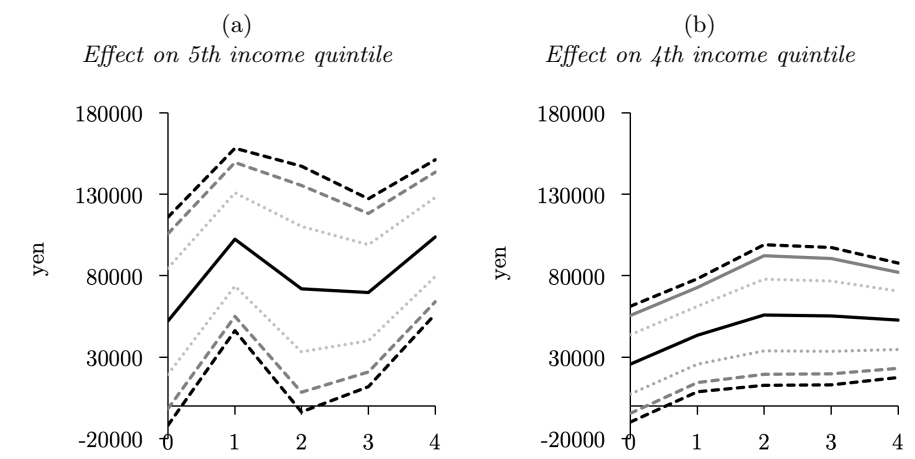 (a)
Effect on 5th income quintile
180000
130000
80000
30000
-20000
yen
0 1 2 3 4
(b)
Effect on 4th income quintile
180000
130000
80000
30000
-20000
yen
0 1 2 3 4